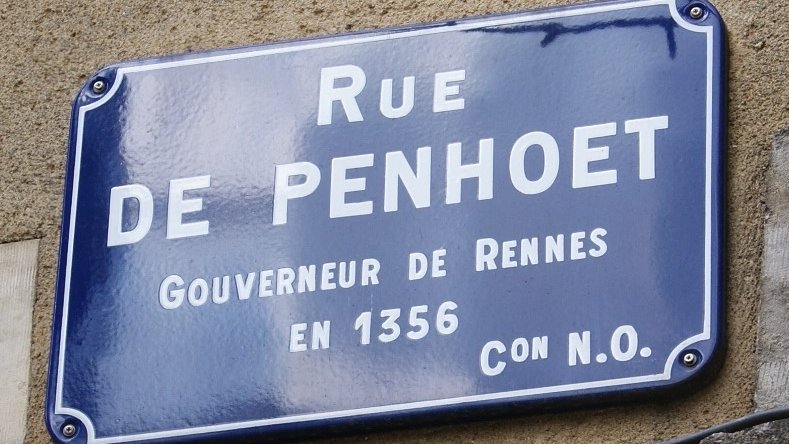 RUE
DE PENHOET
GOUVERNEUR DE RENNES
EN 1356
CON N.O.